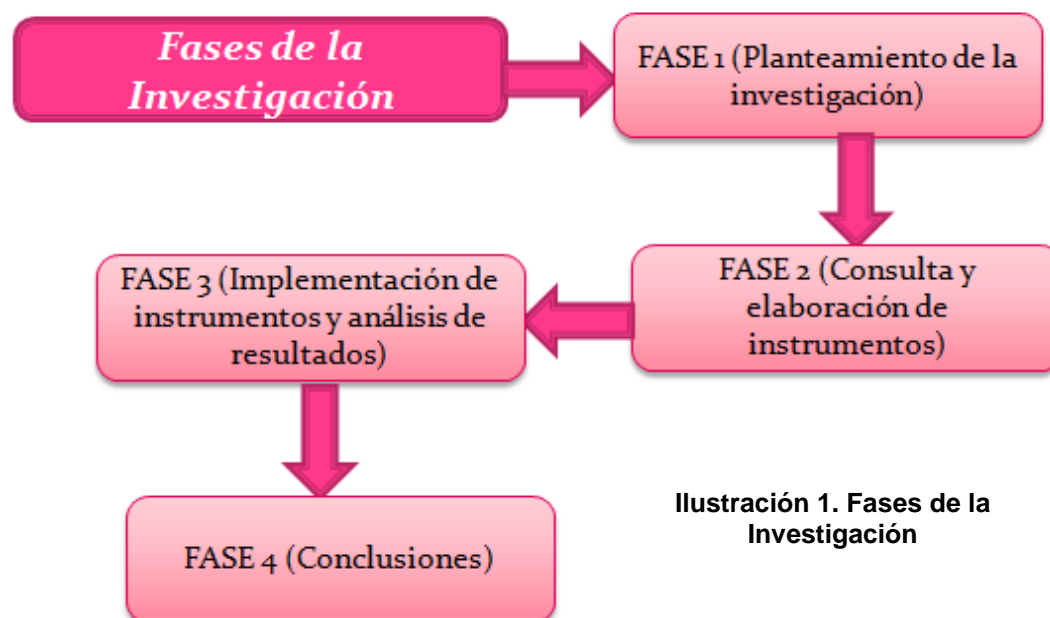 Fases de la
Investigación
FASE 1 (Planteamiento de la
investigación)
FASE 2 (Consulta y
elaboración de
instrumentos)
FASE 3 (Implementación de
instrumentos y análisis de
resultados)
FASE 4 (Conclusiones)
Ilustración 1. Fases de la
Investigación